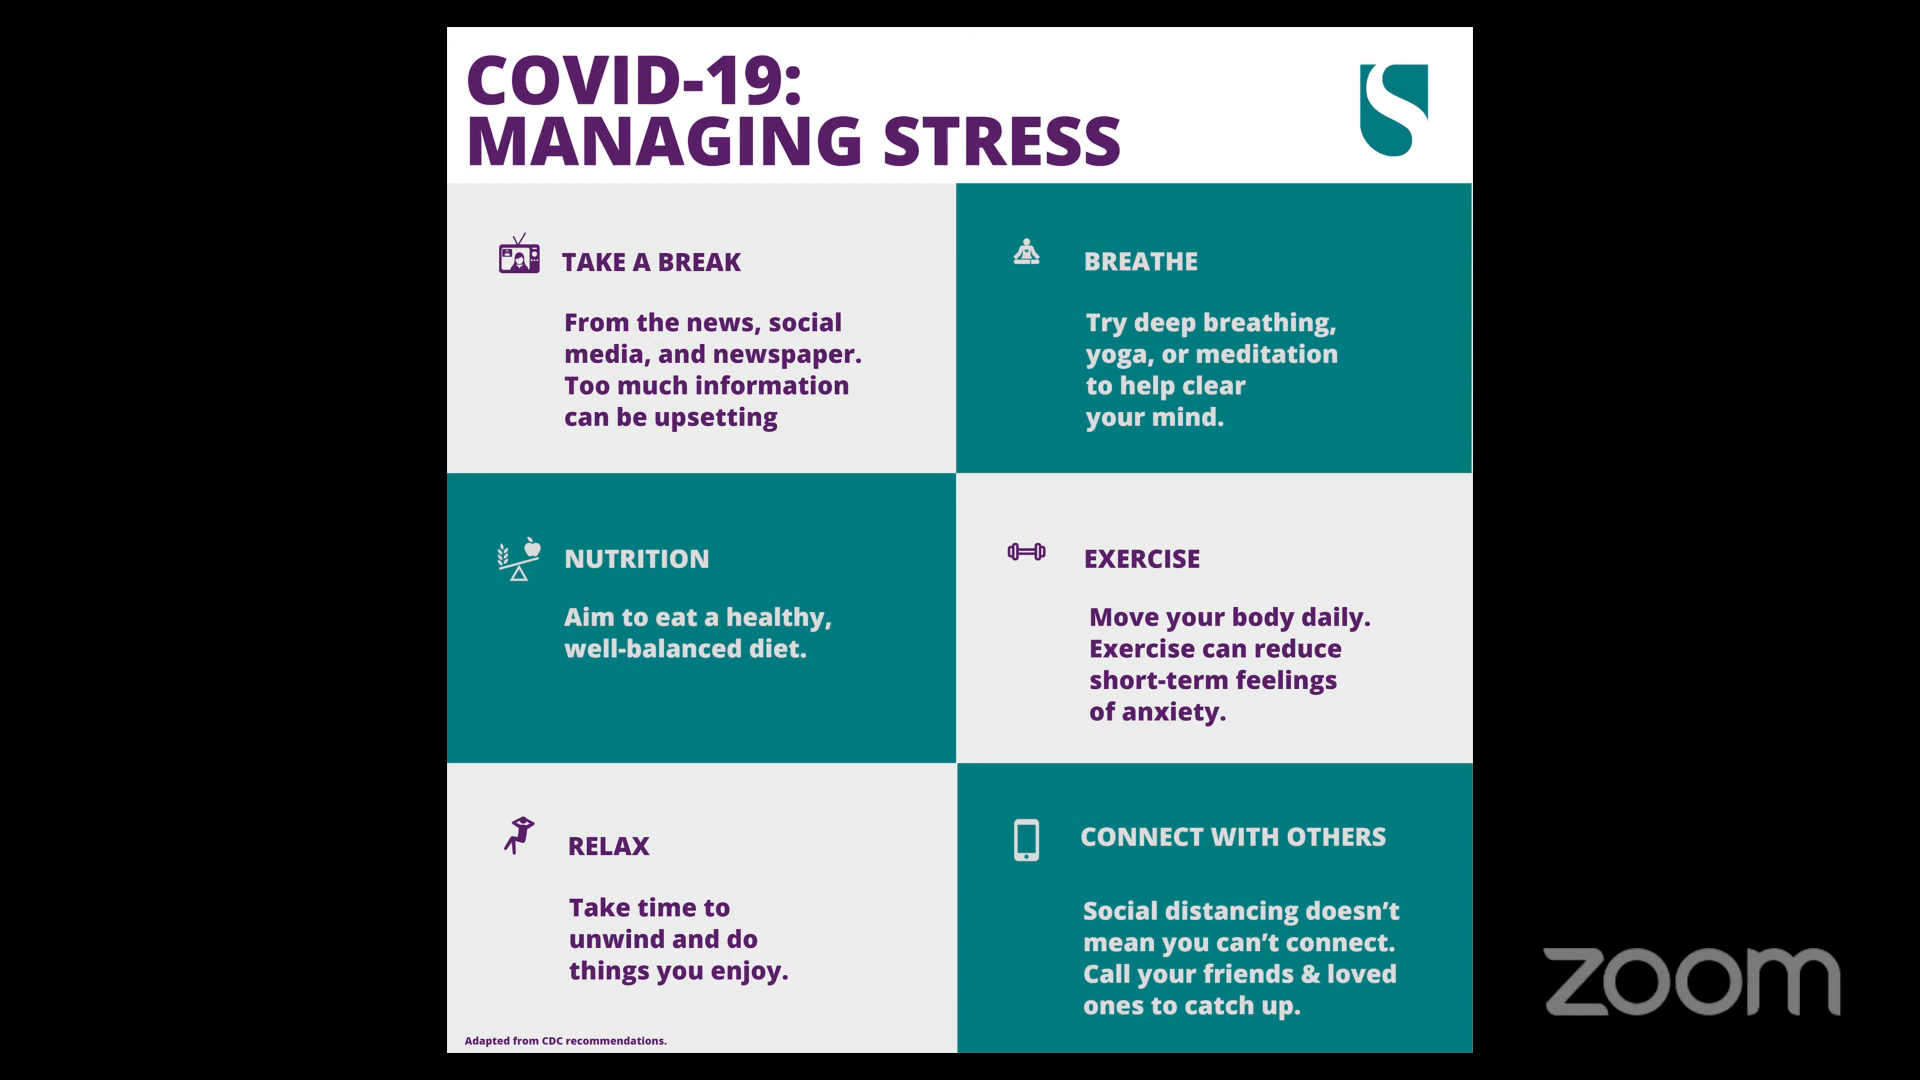 COVID-19:
MANAGING STRESS
TAKE A BREAK
From the news, social
media, and newspaper.
Too much information
can be upsetting
BREATHE
Try deep breathing,
yoga, or meditation
to help clear
your mind.
NUTRITION
Aim to eat a healthy,
well-balanced diet.
EXERCISE
Move your body daily.
Exercise can reduce
short-term feelings
of anxiety.
RELAX
Take time to
unwind and do
things you enjoy.
CONNECT WITH OTHERS
Social distancing doesn’t
mean you can’t connect.
Call your friends & loved
ones to catch up.
Adapted from CDC recommendations.
zoom